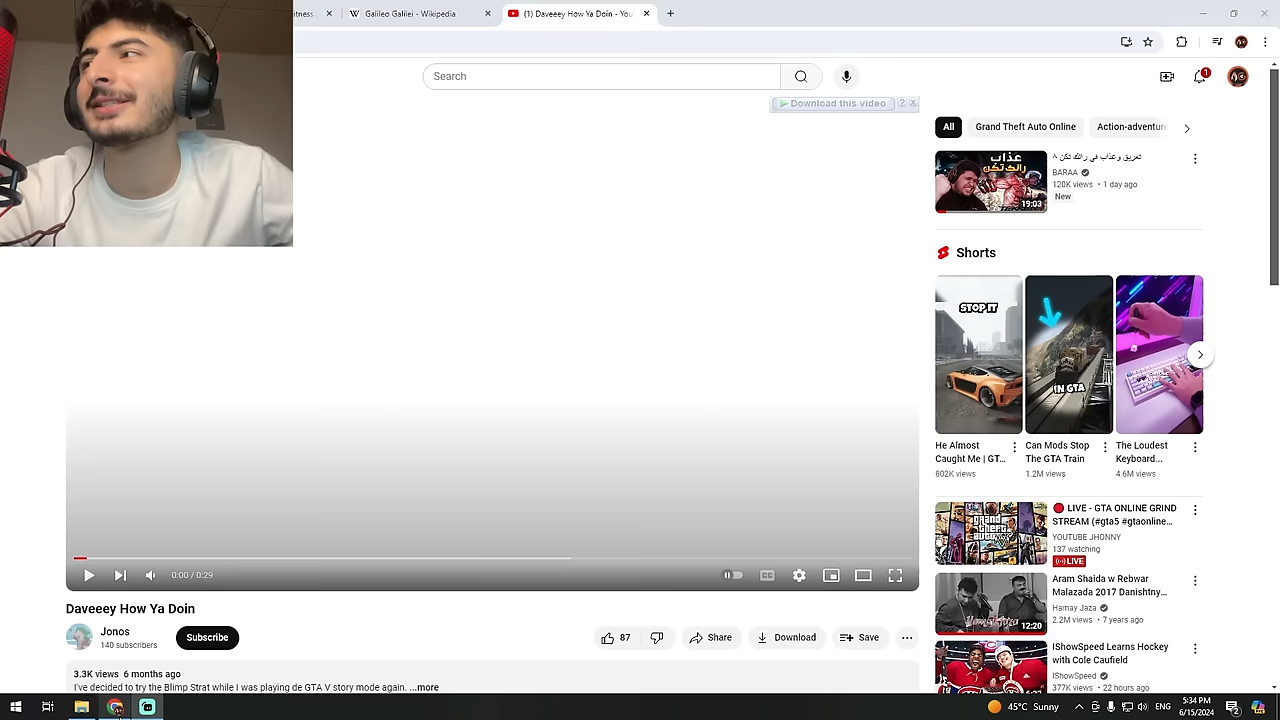 itness
Galileo Galilei - Wikipedia
(1) Daveeey How Ya Doin - You
Search
1
Download this video
?
All
Grand Theft Auto Online
Action-adventure
عذاب
رانك تكن
19:03
BARAA
120K views • 1 day ago
New
Shorts
STOP IT
IN GTA
He Almost
Caught Me | GT...
802K views
Can Mods Stop
The GTA Train
1.2M views
The Loudest
Keyboard...
4.6M views
0:00 / 0:29
CC
Daveeey How Ya Doin
Jonos
140 subscribers
Subscribe
87
Share
Download
Save
3.3K views 6 months ago
I've decided to try the Blimp Strat while I was playing de GTA V story mode again. ...more
LIVE - GTA ONLINE GRIND
STREAM (#gta5 #gtaonline...
YOUTUBE JHONNY
137 watching
LIVE
Aram Shaida w Rebwar
Malazada 2017 Danishtny...
Hamay Jaza
2.2M views • 7 years ago
12:20
IShowSpeed Learns Hockey
with Cole Caufield
IShowSpeed
377K views • 22 hours ago
45°C Sunny
ENG
5:34 PM
6/15/2024